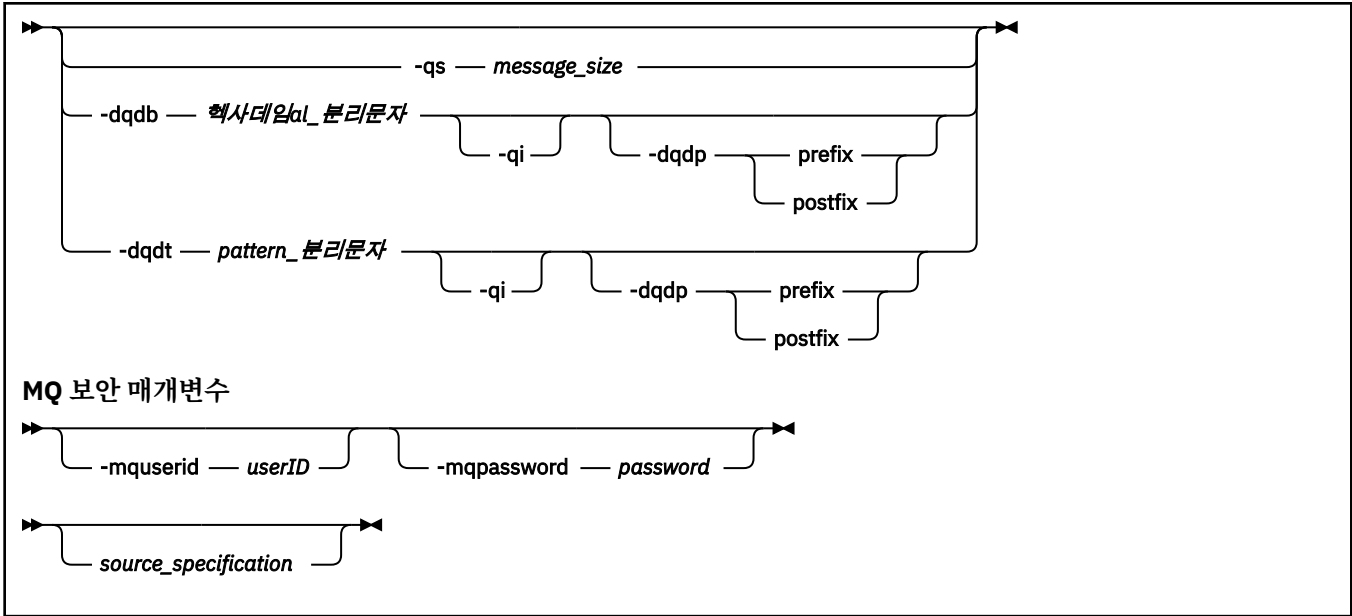 -qs message_size
-dqdb 헥사데임al_분리문자
-qi -dqdp prefix
postfix
-dqdt pattern_분리문자
-qi -dqdp prefix
postfix
MQ 보안 매개변수
-mquserid userID -mqpassword password
source_specification